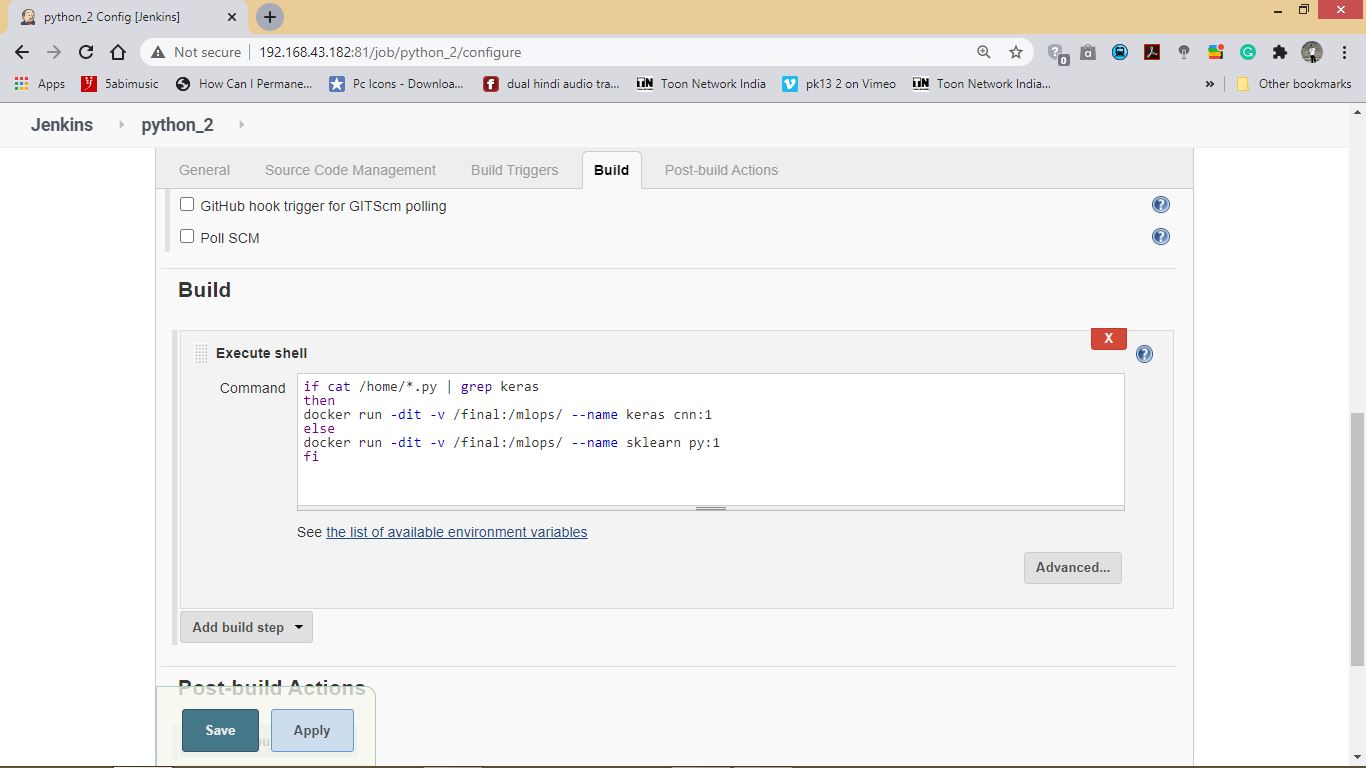 python_2 Config [Jenkins]
Not secure 192.168.43.182:81/job/python_2/configure
Apps 5abimusic How Can I Permane... Pc Icons - Downloa... dual hindi audio tra... Toon Network India pk13 2 on Vimeo Toon Network India... » Other bookmarks
Jenkins python_2
General Source Code Management Build Triggers Build Post-build Actions
GitHub hook trigger for GITScm polling
Poll SCM
Build
X
Execute shell
Command
if cat /home/*.py | grep keras
then
docker run -dit -v /final:/mlops/ --name keras cnn:1
else
docker run -dit -v /final:/mlops/ --name sklearn py:1
fi
See the list of available environment variables
Advanced...
Add build step
Post-build Actions
Save Apply